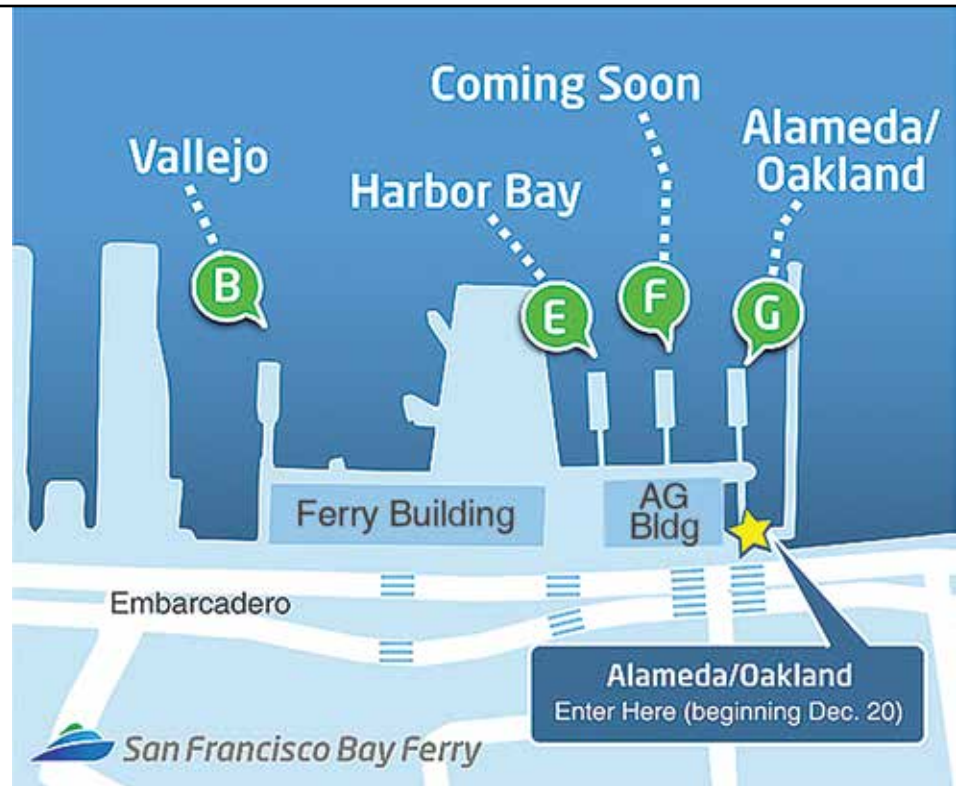 Coming Soon
Alameda/
Oakland
Vallejo
Harbor Bay
B
E
F
G
Ferry Building
AG
Bldg
Embarcadero
Alameda/Oakland
Enter Here (beginning Dec. 20)
San Francisco Bay Ferry